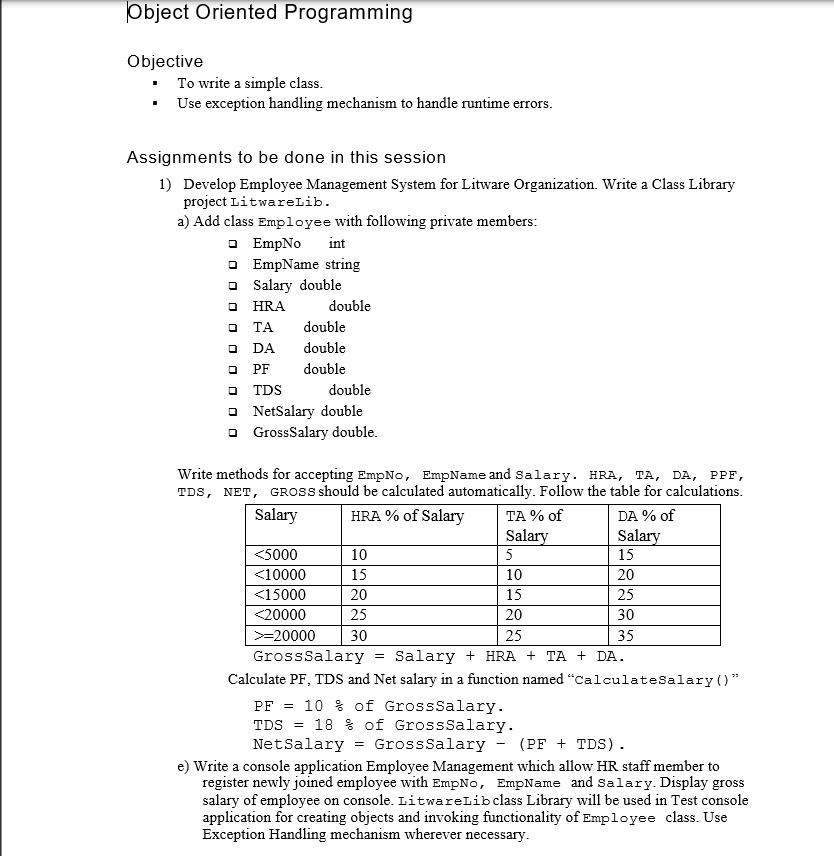 Object Oriented Programming
Objective
▪ To write a simple class.
▪ Use exception handling mechanism to handle runtime errors.
Assignments to be done in this session
1) Develop Employee Management System for Litware Organization. Write a Class Library
project LitwareLib.
a) Add class Employee with following private members:
❑ EmpNo int
❑ EmpName string
❑ Salary double
❑ HRA double
❑ TA double
❑ DA double
❑ PF double
❑ TDS double
❑ NetSalary double
❑ GrossSalary double.
Write methods for accepting EmpNo, EmpName and Salary. HRA, TA, DA, PPF,
TDS, NET, GROSS should be calculated automatically. Follow the table for calculations.
Salary HRA % of Salary TA % of DA % of
Salary Salary
<5000 10 5 15
<10000 15 10 20
<15000 20 15 25
<20000 25 20 30
>=20000 30 25 35
GrossSalary = Salary + HRA + TA + DA.
Calculate PF, TDS and Net salary in a function named “CalculateSalary()”
PF = 10 % of GrossSalary.
TDS = 18 % of GrossSalary.
NetSalary = GrossSalary – (PF + TDS).
e) Write a console application Employee Management which allow HR staff member to
register newly joined employee with EmpNo, EmpName and Salary. Display gross
salary of employee on console. LitwareLib class Library will be used in Test console
application for creating objects and invoking functionality of Employee class. Use
Exception Handling mechanism wherever necessary.